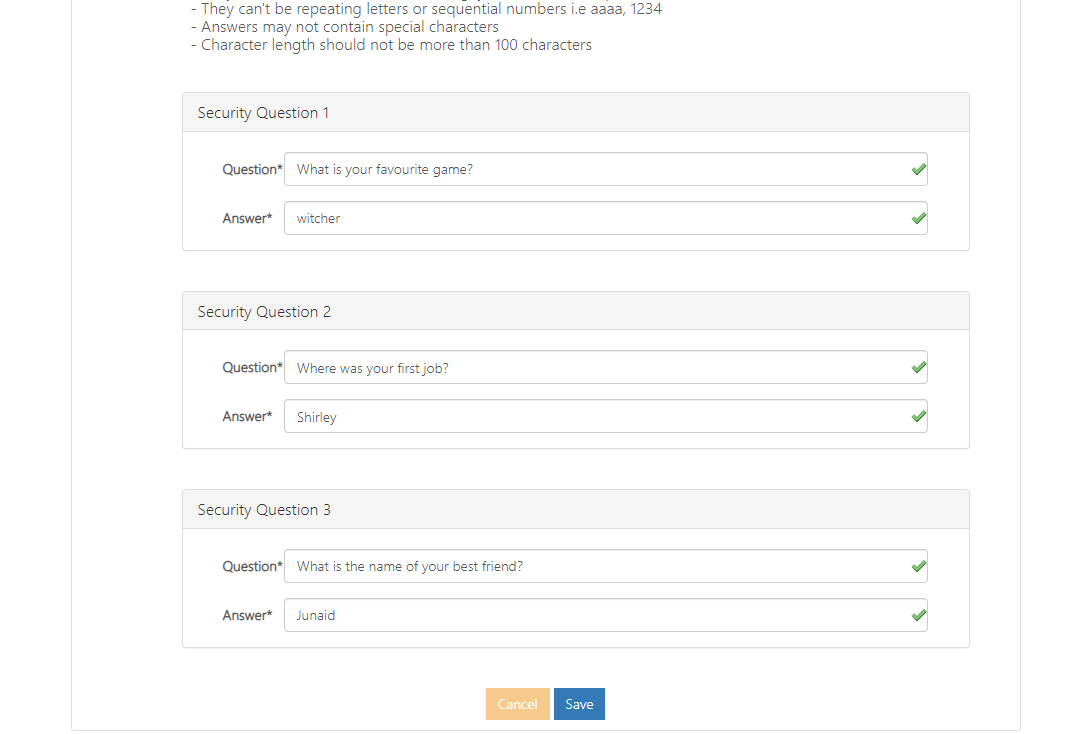 - They can't be repeating letters or sequential numbers i.e aaaa, 1234
- Answers may not contain special characters
- Character length should not be more than 100 characters
Security Question 1
Question* What is your favourite game?
Answer* witcher
Security Question 2
Question* Where was your first job?
Answer* Shirley
Security Question 3
Question* What is the name of your best friend?
Answer* Junaid
Cancel Save